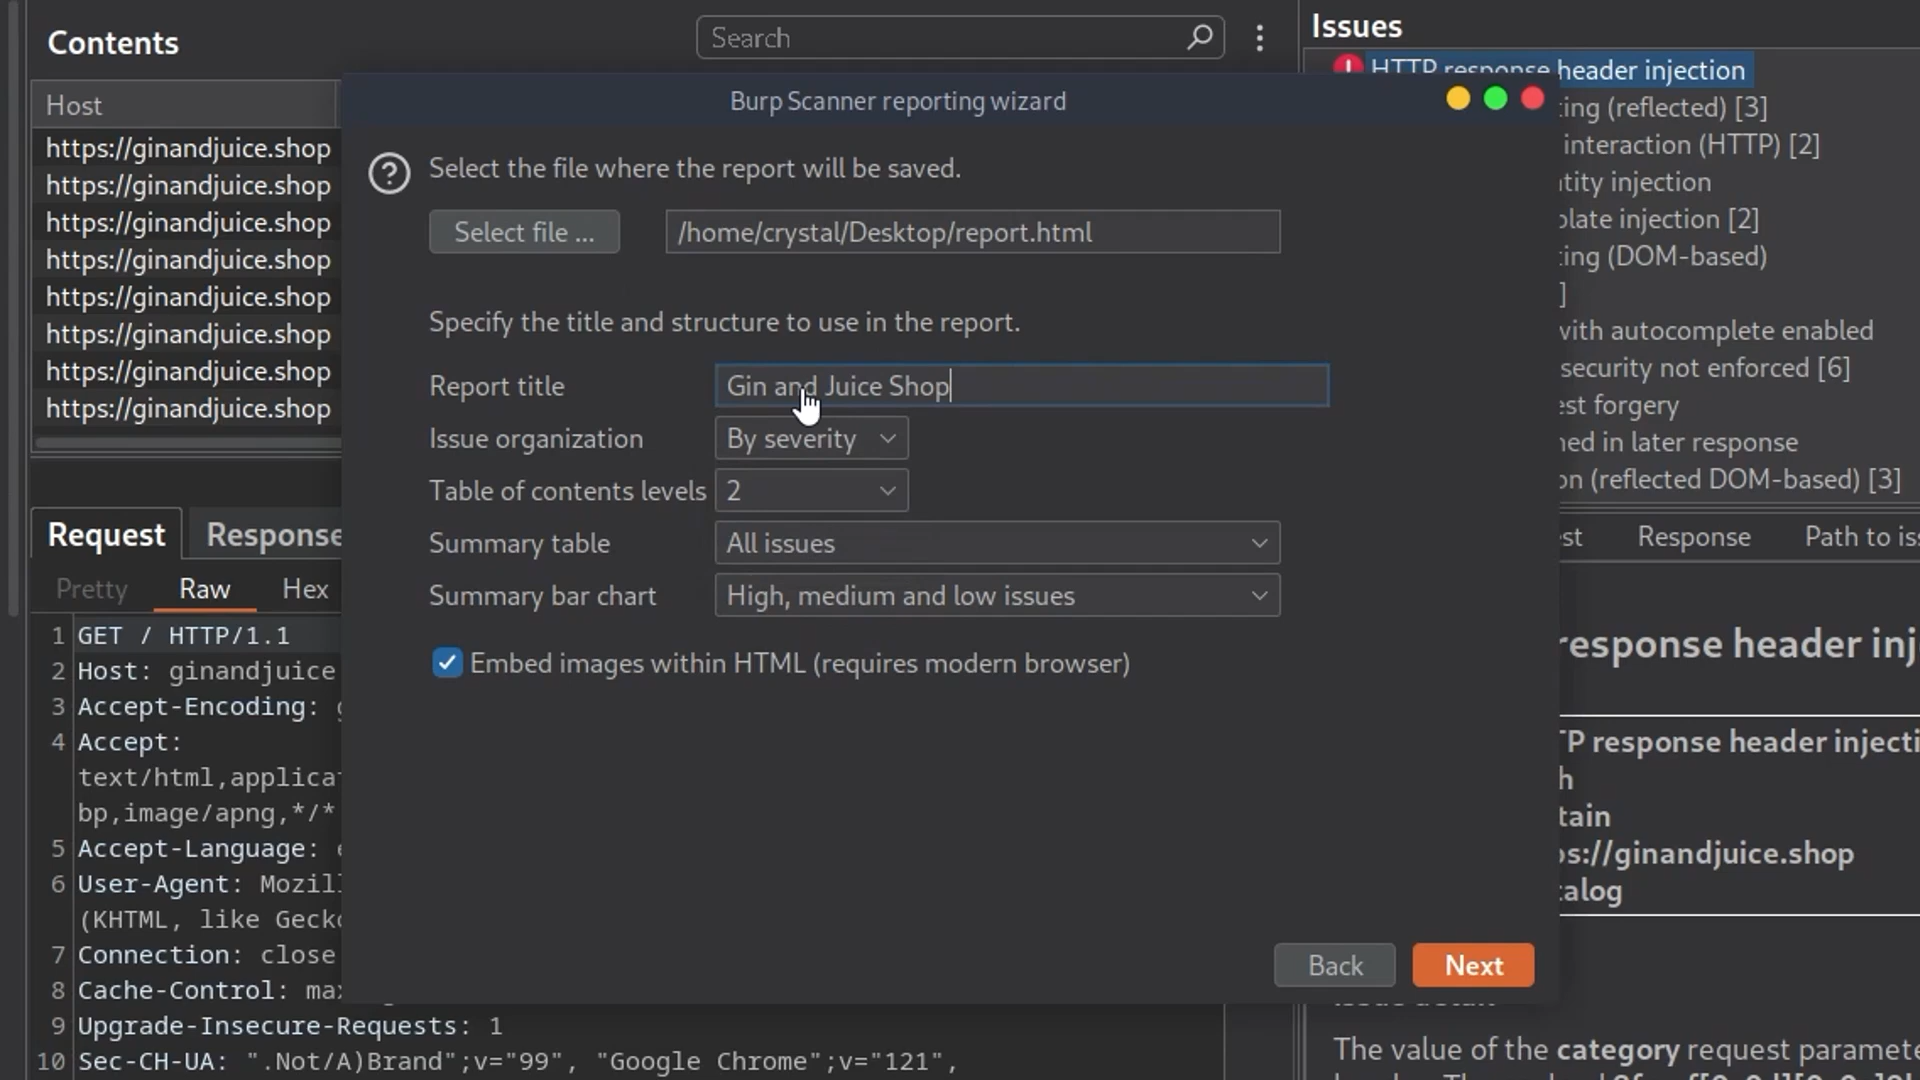 Contents
Search
Host
https://ginandjuice.shop
https://ginandjuice.shop
https://ginandjuice.shop
https://ginandjuice.shop
https://ginandjuice.shop
https://ginandjuice.shop
https://ginandjuice.shop
https://ginandjuice.shop
Request Response
Pretty Raw Hex
1 GET / HTTP/1.1
2 Host: ginandjuice
3 Accept-Encoding:
4 Accept:
text/html,applica
bp,image/apng,*/*
5 Accept-Language:
6 User-Agent: Mozil
(KHTML, like Geck
7 Connection: close
8 Cache-Control: ma
9 Upgrade-Insecure-Requests: 1
10 Sec-CH-UA: ".Not/A)Brand";v="99", "Google Chrome";v="121",
Burp Scanner reporting wizard
Select the file where the report will be saved.
Select file ... /home/crystal/Desktop/report.html
Specify the title and structure to use in the report.
Report title Gin and Juice Shop
Issue organization By severity
Table of contents levels 2
Summary table All issues
Summary bar chart High, medium and low issues
Embed images within HTML (requires modern browser)
Back Next
Issues
HTTP response header injection
ing (reflected) [3]
interaction (HTTP) [2]
tity injection
plate injection [2]
ing (DOM-based)
]
with autocomplete enabled
security not enforced [6]
est forgery
ned in later response
on (reflected DOM-based) [3]
st Response Path to is
response header inj
TP response header injecti
h
tain
ps://ginandjuice.shop
talog
The value of the category request paramete